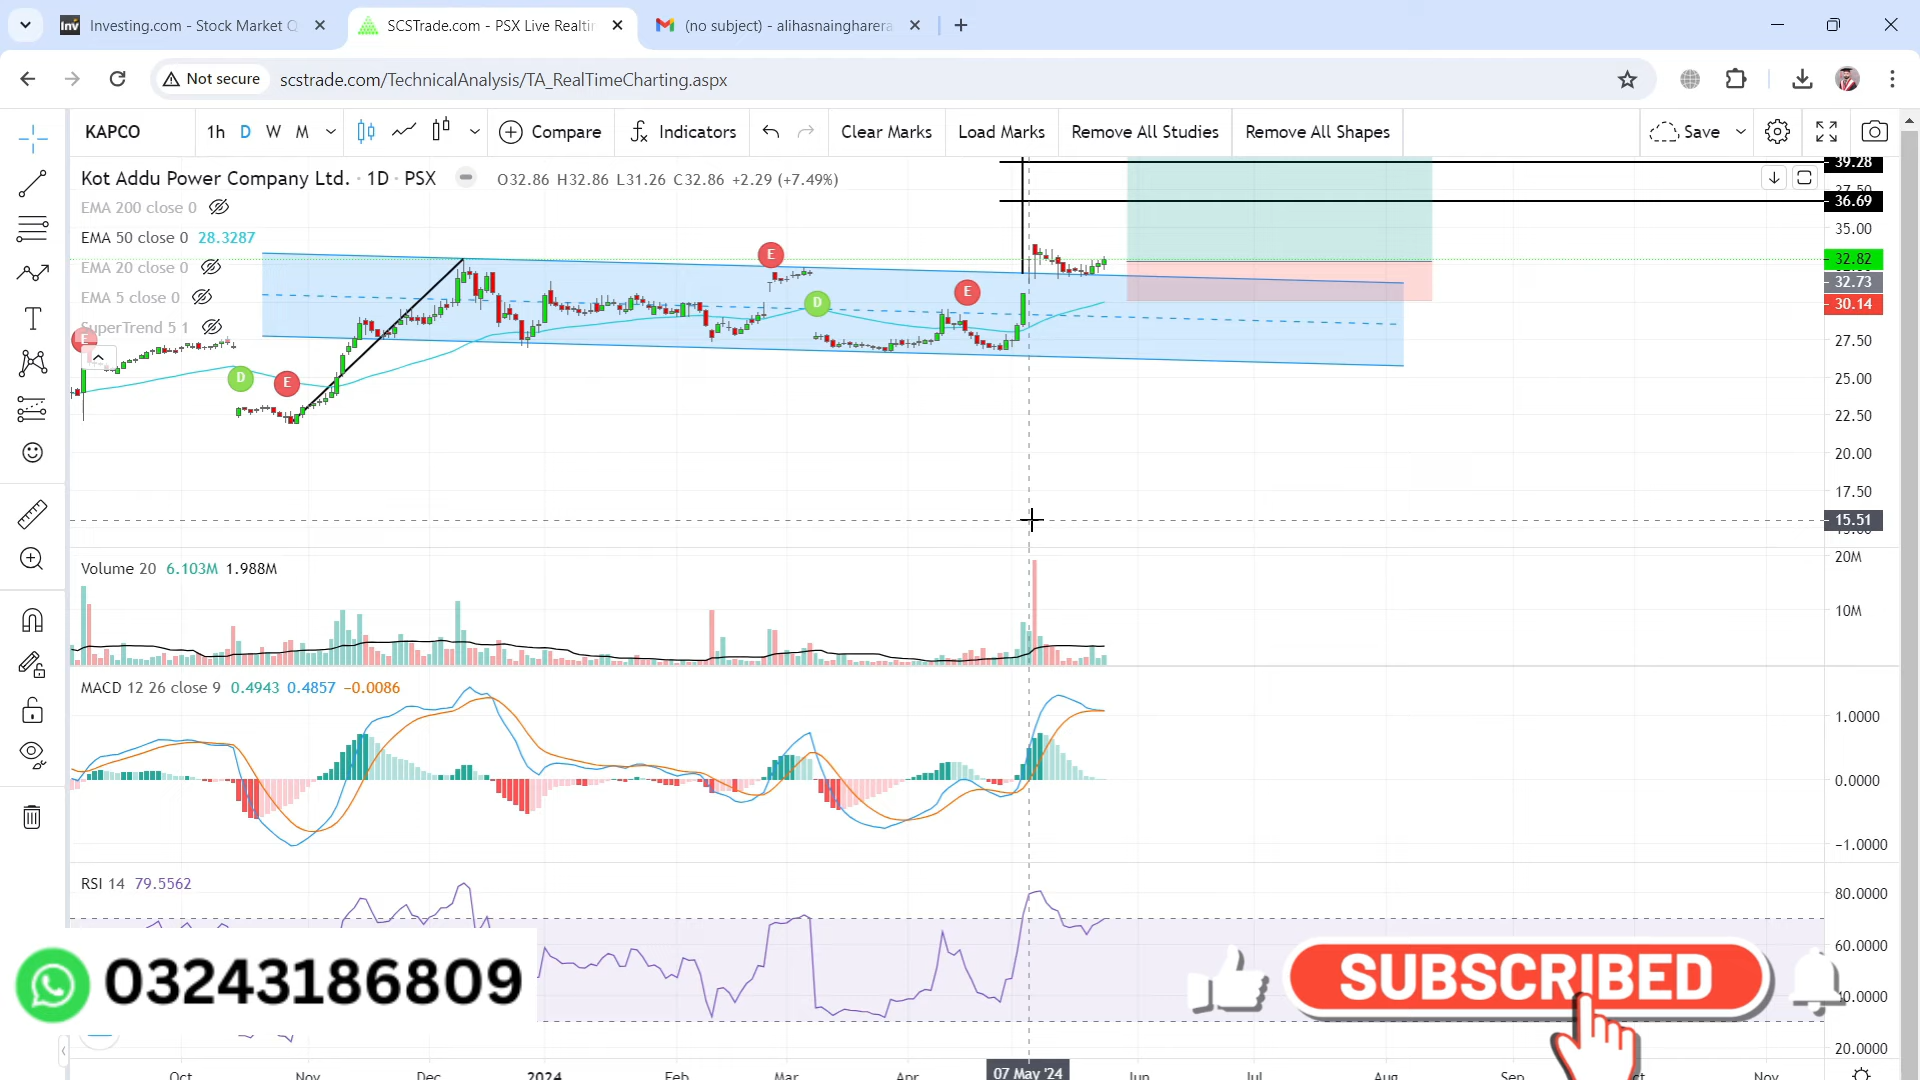 Investing.com - Stock Market Q
SCSTrade.com - PSX Live Realtin
(no subject) - alihasnaingharera
Not secure
scstrade.com/TechnicalAnalysis/TA_RealTimeCharting.aspx
KAPCO
1h D W M
Compare
Indicators
Clear Marks
Load Marks
Remove All Studies
Remove All Shapes
Save
Kot Addu Power Company Ltd. · 1D · PSX
O32.86 H32.86 L31.26 C32.86 +2.29 (+7.49%)
EMA 200 close 0
EMA 50 close 0 28.3287
EMA 20 close 0
EMA 5 close 0
SuperTrend 5 1
E
D
E
E
D
E
39.28
37.50
36.69
35.00
32.82
32.73
30.14
27.50
25.00
22.50
20.00
17.50
15.51
15.00
Volume 20 6.103M 1.988M
20M
10M
MACD 12 26 close 9 0.4943 0.4857 −0.0086
1.0000
0.0000
−1.0000
RSI 14 79.5562
80.0000
60.0000
40.0000
20.0000
03243186809
SUBSCRIBED
Oct
Nov
Dec
2024
Feb
Mar
Apr
07 May '24
Jun
Jul
Aug
Sep
Nov